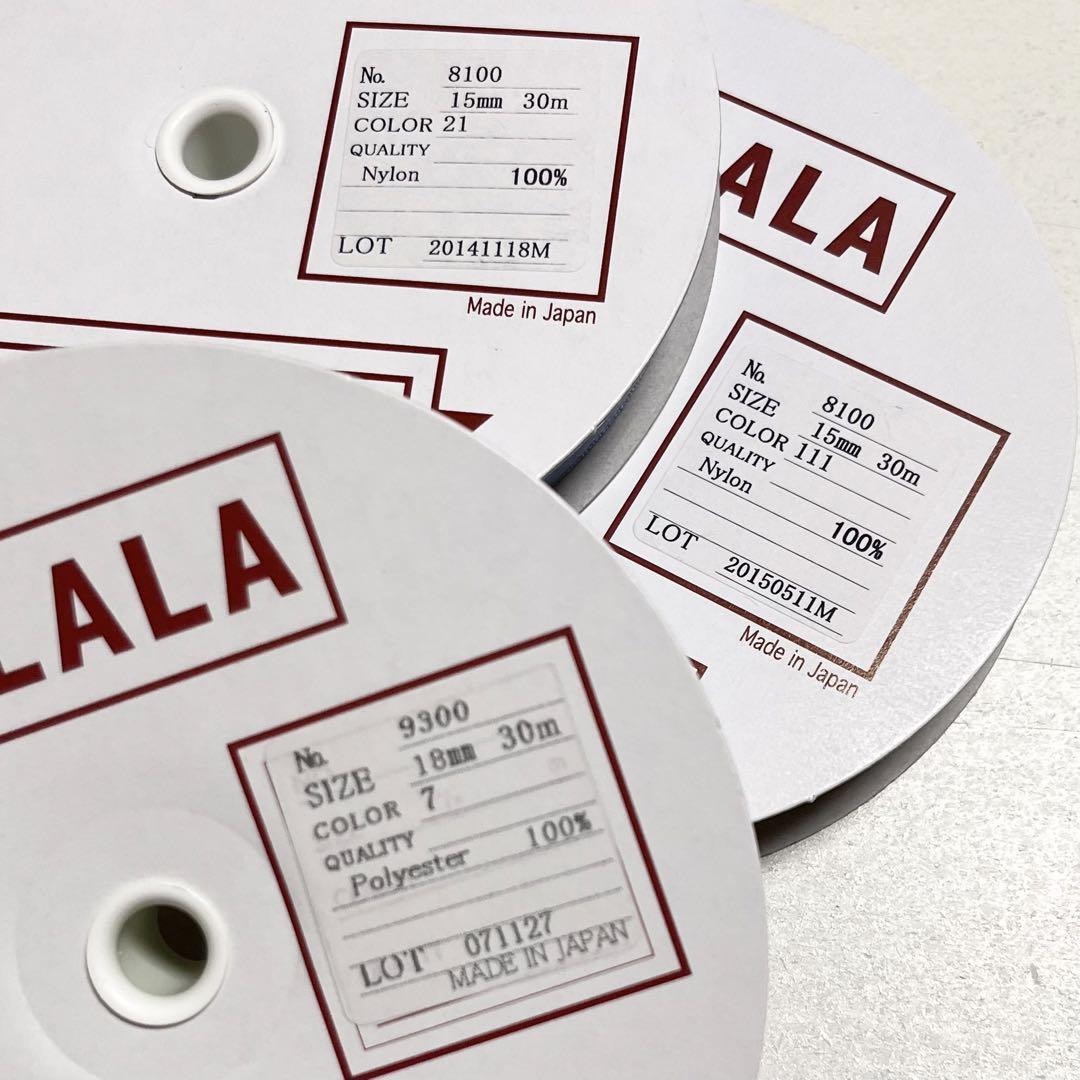 No. 8100
SIZE 15mm 30m
COLOR 21
QUALITY
Nylon 100%
LOT 20141118M
Made in Japan
ALA
No. 8100
SIZE 15mm 30m
COLOR 111
QUALITY
Nylon 100%
LOT 20150511M
Made in Japan
LALA
No. 9300
SIZE 18mm 30m
COLOR 7
QUALITY
Polyester 100%
LOT 071127
MADE IN JAPAN